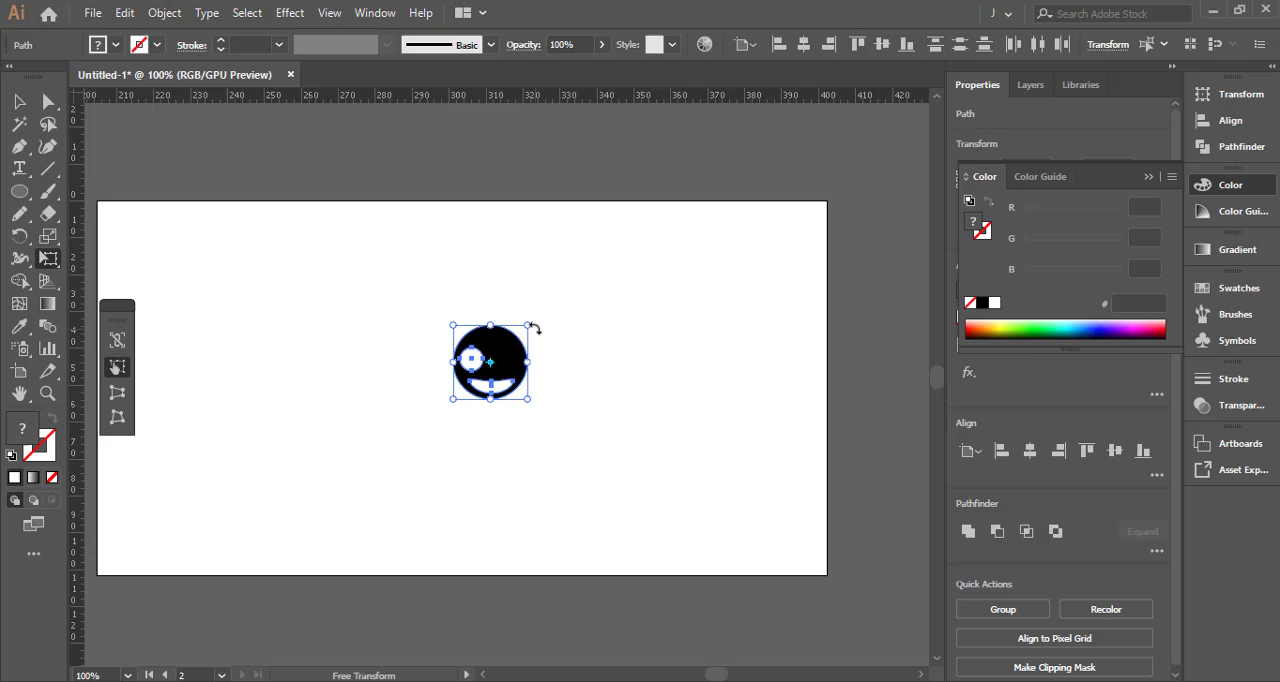 Ai File Edit Object Type Select Effect View Window Help J Search Adobe Stock
Path ? Stroke: Basic Opacity: 100% Style: Transform
Untitled-1* @ 100% (RGB/GPU Preview)
Properties Layers Libraries
00 210 220 230 240 250 260 270 280 290 300 310 320 330 340 350 360 370 380 390 400 410 420
Path
Transform
Color Color Guide
R
G
B
#
fx.
Align
Pathfinder
Expand
Quick Actions
Group Recolor
Align to Pixel Grid
Make Clipping Mask
Transform
Align
Pathfinder
Color
Color Gui...
Gradient
Swatches
Brushes
Symbols
Stroke
Transpar...
Artboards
Asset Exp...
?
100% 2 Free Transform